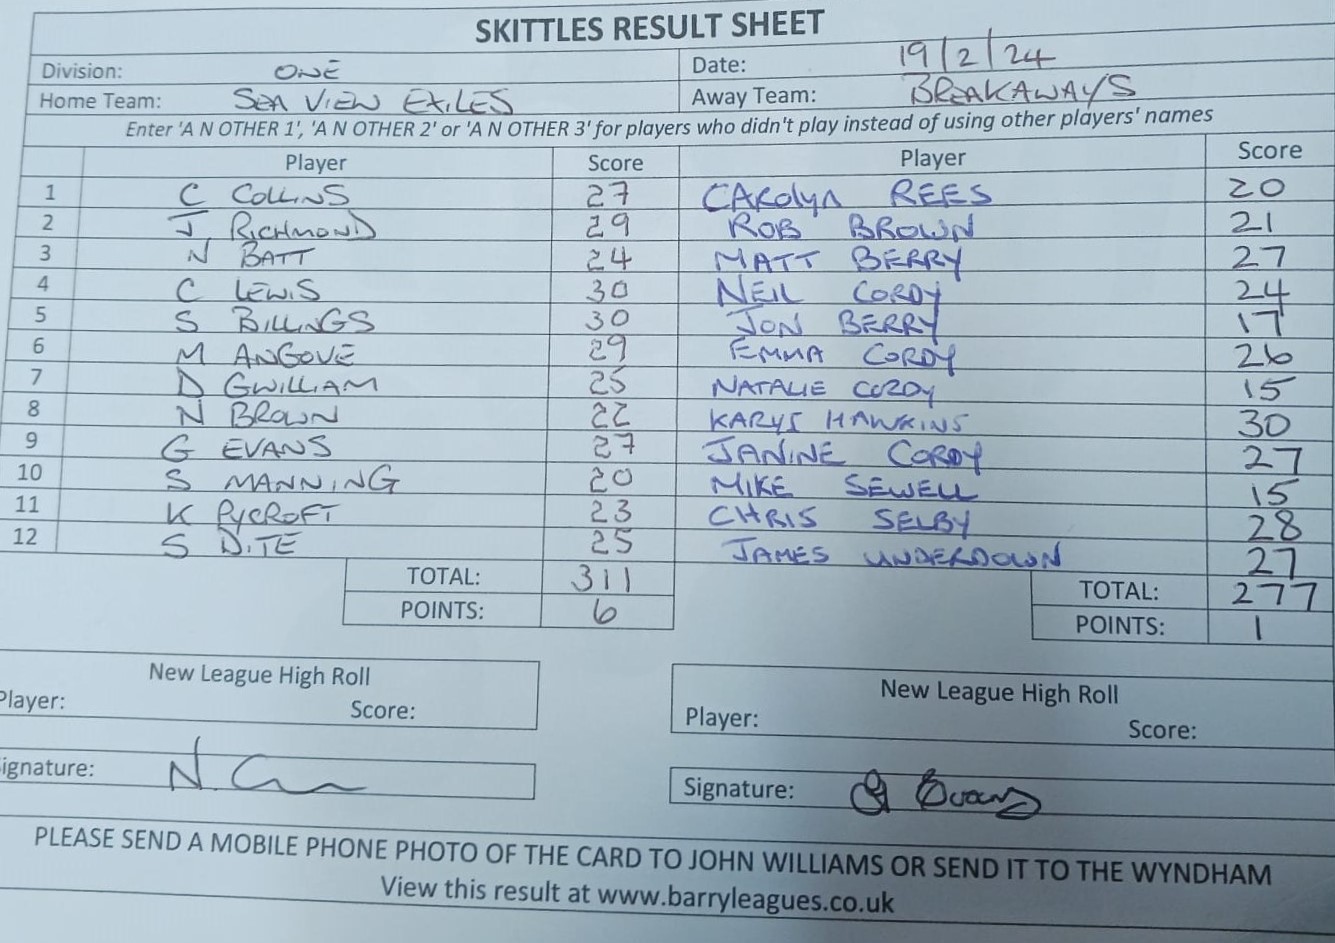 SKITTLES RESULT SHEET
Division: ONE Date: 19/2/24
Home Team: SEA VIEW EXILES Away Team: BREAKAWAYS
Enter 'A N OTHER 1', 'A N OTHER 2' or 'A N OTHER 3' for players who didn't play instead of using other players' names
Player Score Player Score
1 C COLLINS 27 CAROLYN REES 20
2 J RICHMOND 29 ROB BROWN 21
3 N BATT 24 MATT BERRY 27
4 C LEWIS 30 NEIL CORDY 24
5 S BILLINGS 30 JON BERRY 17
6 M ANGOVE 29 EMMA CORDY 26
7 D GWILLIAM 25 NATALIE CORDY 15
8 N BROWN 22 KARYS HAWKINS 30
9 G EVANS 27 JANINE CORDY 27
10 S MANNING 20 MIKE SEWELL 15
11 K PYCROFT 23 CHRIS SELBY 28
12 S DITE 25 JAMES UNDERDOWN 27
TOTAL: 311 TOTAL: 277
POINTS: 6 POINTS: 1
New League High Roll New League High Roll
Player: Score: Player: Score:
Signature: N. Signature: G Evans
PLEASE SEND A MOBILE PHONE PHOTO OF THE CARD TO JOHN WILLIAMS OR SEND IT TO THE WYNDHAM
View this result at www.barryleagues.co.uk